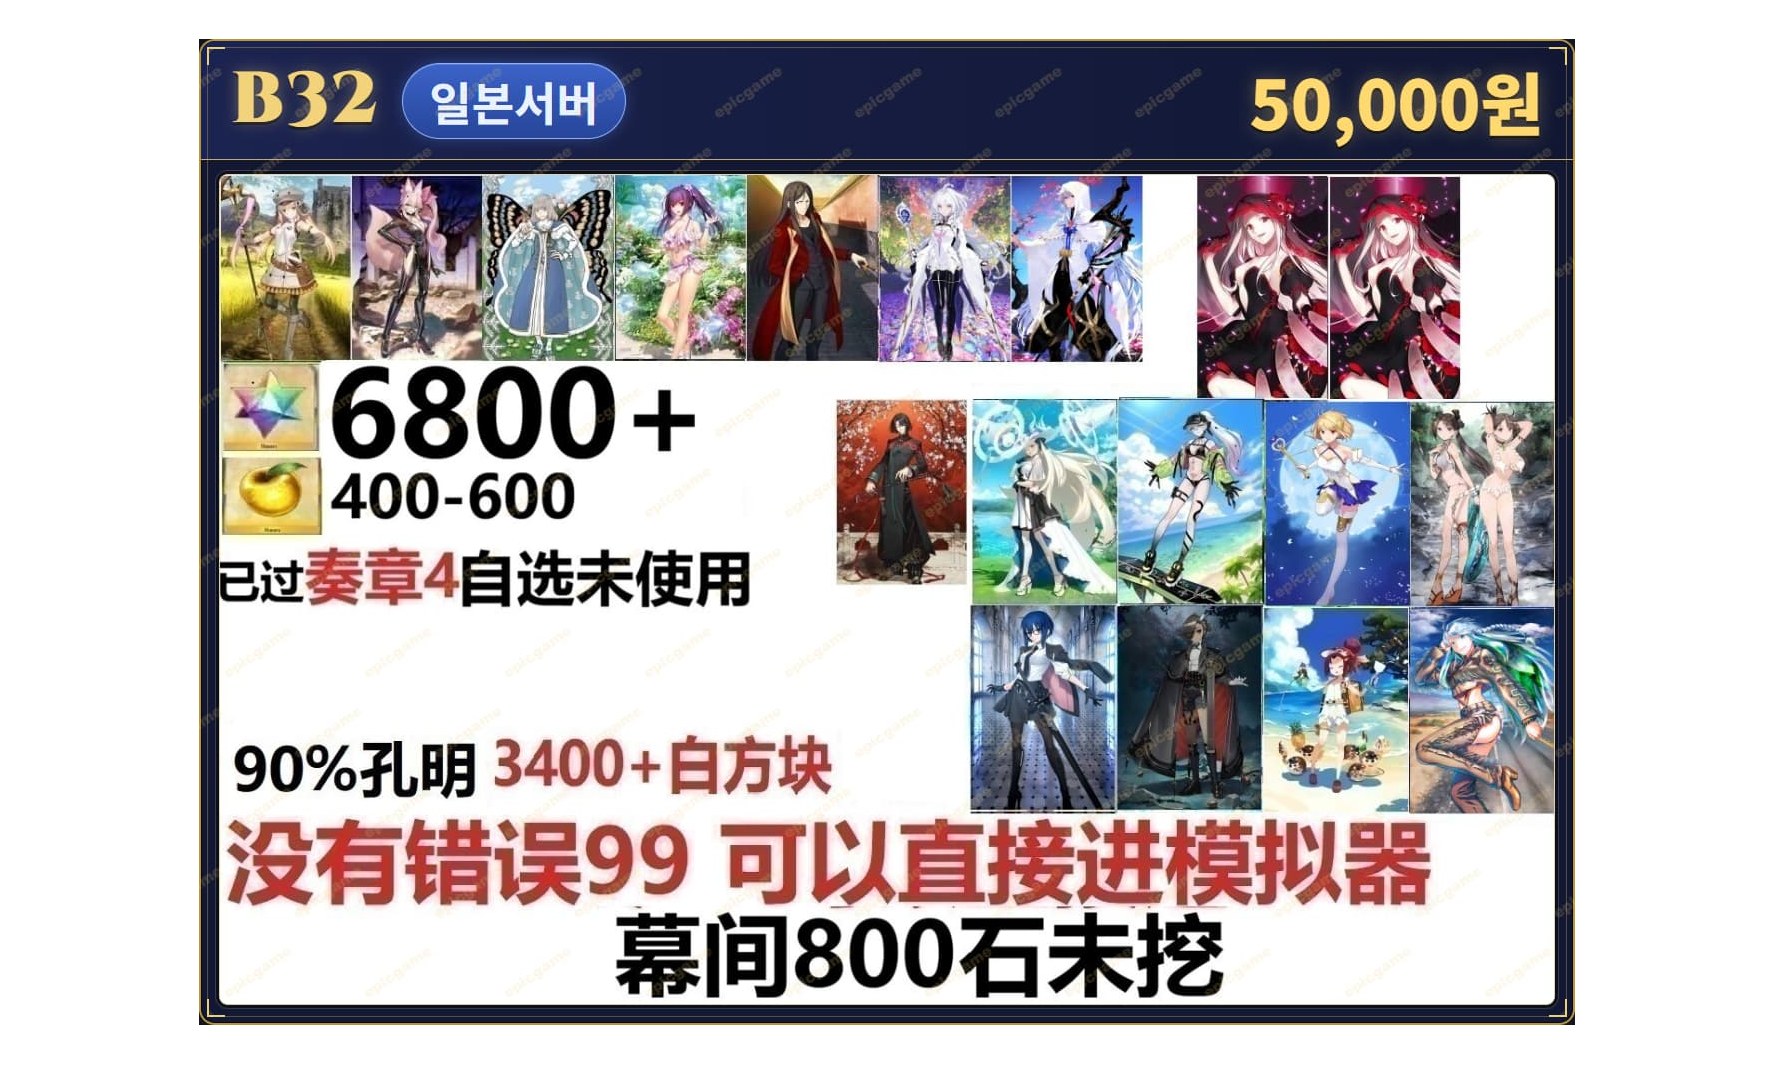 B32 일본서버 50,000원
6800+
400-600
已过奏章4自选未使用
90%孔明 3400+白方块
没有错误99 可以直接进模拟器
幕间800石未挖
epicgame